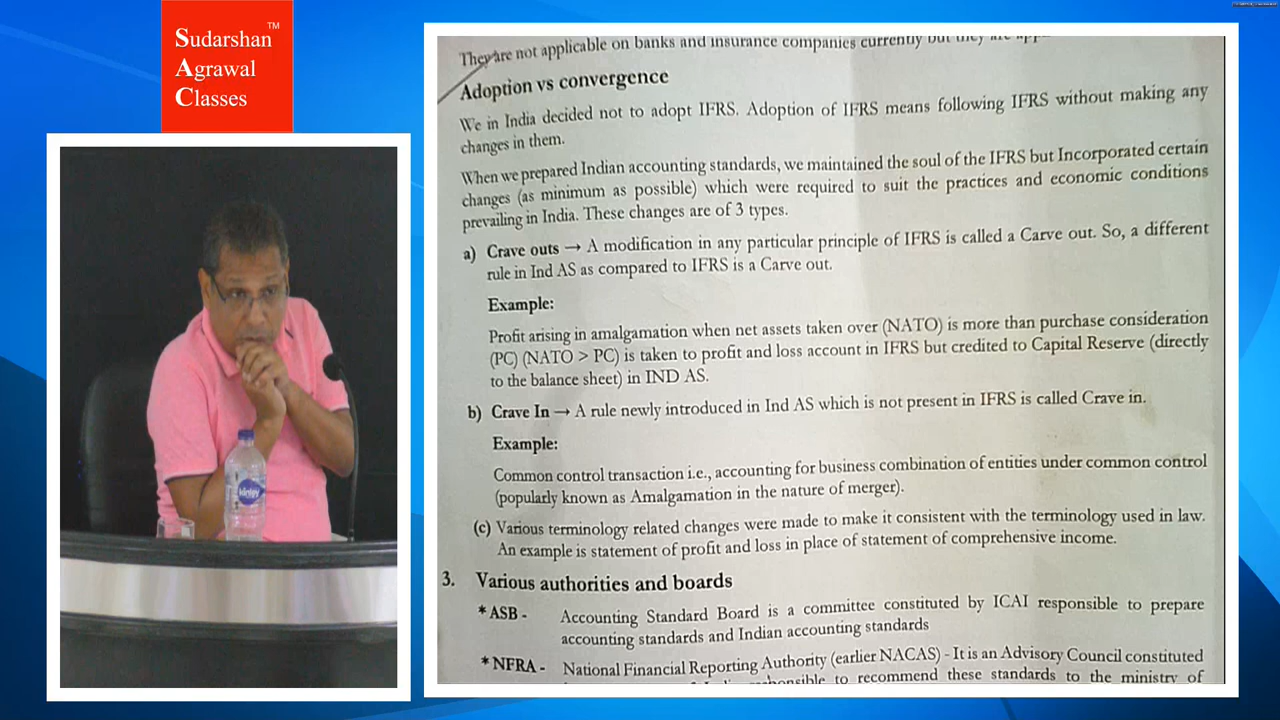 Sudarshan™
Agrawal
Classes
They are not applicable on banks and insurance companies currently but they are
Adoption vs convergence
We in India decided not to adopt IFRS. Adoption of IFRS means following IFRS without making any
changes in them.
When we prepared Indian accounting standards, we maintained the soul of the IFRS but Incorporated certain
changes (as minimum as possible) which were required to suit the practices and economic conditions
prevailing in India. These changes are of 3 types.
a) Crave outs → A modification in any particular principle of IFRS is called a Carve out. So, a different
rule in Ind AS as compared to IFRS is a Carve out.
Example:
Profit arising in amalgamation when net assets taken over (NATO) is more than purchase consideration
(PC) (NATO > PC) is taken to profit and loss account in IFRS but credited to Capital Reserve (directly
to the balance sheet) in IND AS.
b) Crave In → A rule newly introduced in Ind AS which is not present in IFRS is called Crave in.
Example:
Common control transaction i.e., accounting for business combination of entities under common control
(popularly known as Amalgamation in the nature of merger).
(c) Various terminology related changes were made to make it consistent with the terminology used in law.
An example is statement of profit and loss in place of statement of comprehensive income.
3. Various authorities and boards
* ASB - Accounting Standard Board is a committee constituted by ICAI responsible to prepare
accounting standards and Indian accounting standards
* NFRA - National Financial Reporting Authority (earlier NACAS) - It is an Advisory Council constituted
to recommend these standards to the ministry of
kinley